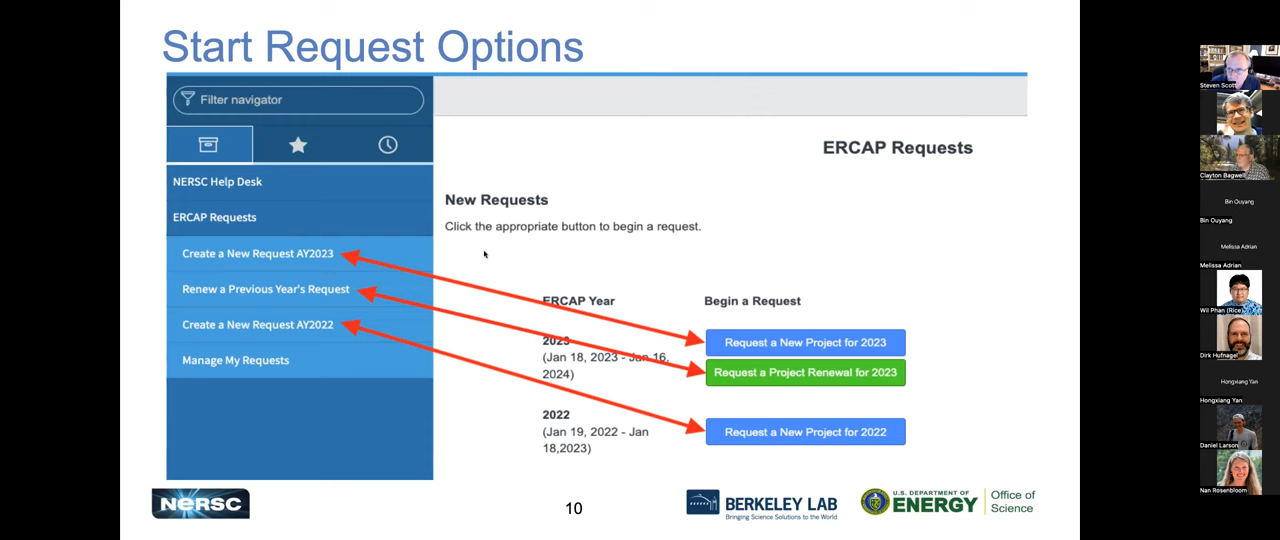 Start Request Options
Filter navigator
NERSC Help Desk
ERCAP Requests
Create a New Request AY2023
Renew a Previous Year's Request
Create a New Request AY2022
Manage My Requests
ERCAP Requests
New Requests
Click the appropriate button to begin a request.
ERCAP Year
Begin a Request
2023
(Jan 18, 2023 - Jan 16,
2024)
Request a New Project for 2023
Request a Project Renewal for 2023
2022
(Jan 19, 2022 - Jan
18,2023)
Request a New Project for 2022
NERSC
10
BERKELEY LAB
Bringing Science Solutions to the World
U.S. DEPARTMENT OF
ENERGY
Office of
Science
Steven Scott
Clayton Bagwell
Bin Ouyang
Bin Ouyang
Melissa Adrian
Melissa Adrian
Wil Phan (Rice)
Dirk Hufnagel
Hongxiang Yan
Hongxiang Yan
Daniel Larson
Nan Rosenbloom